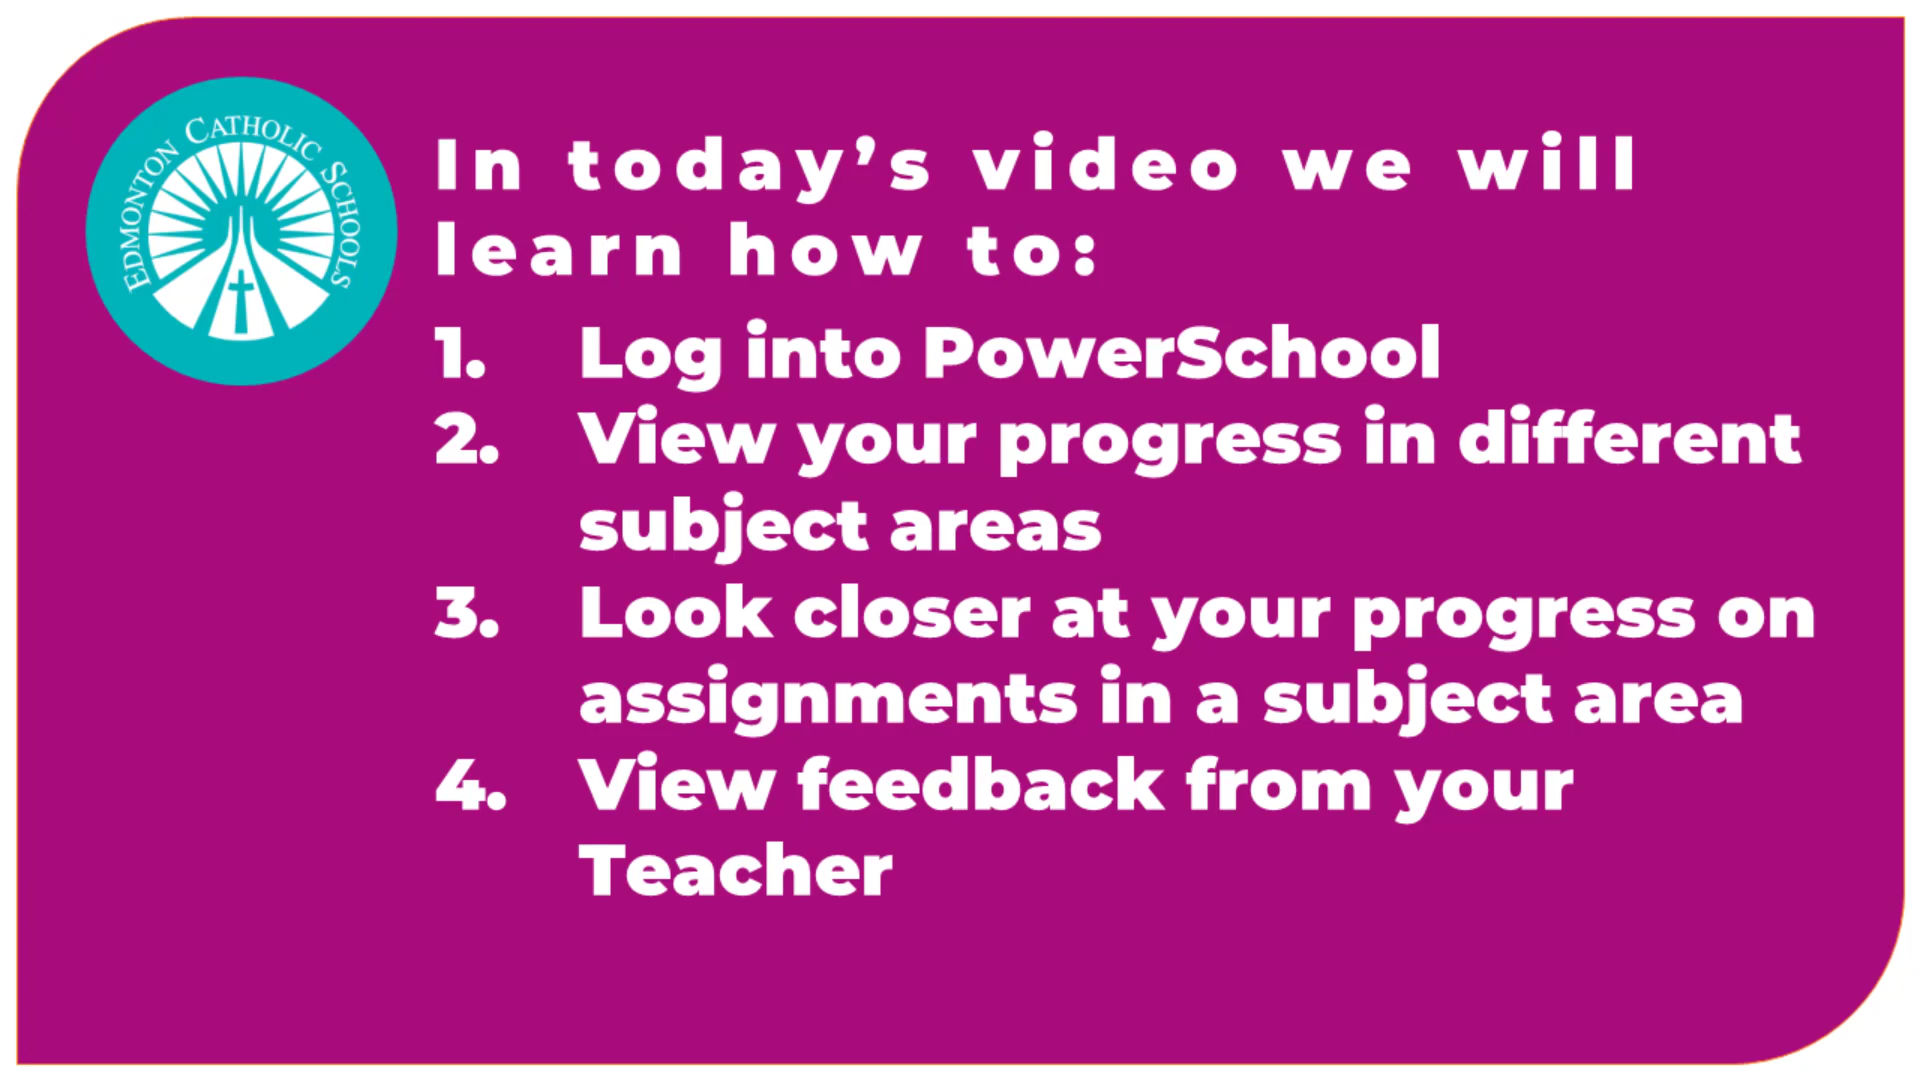 EDMONTON CATHOLIC SCHOOLS
In today’s video we will
learn how to:
1. Log into PowerSchool
2. View your progress in different
subject areas
3. Look closer at your progress on
assignments in a subject area
4. View feedback from your
Teacher